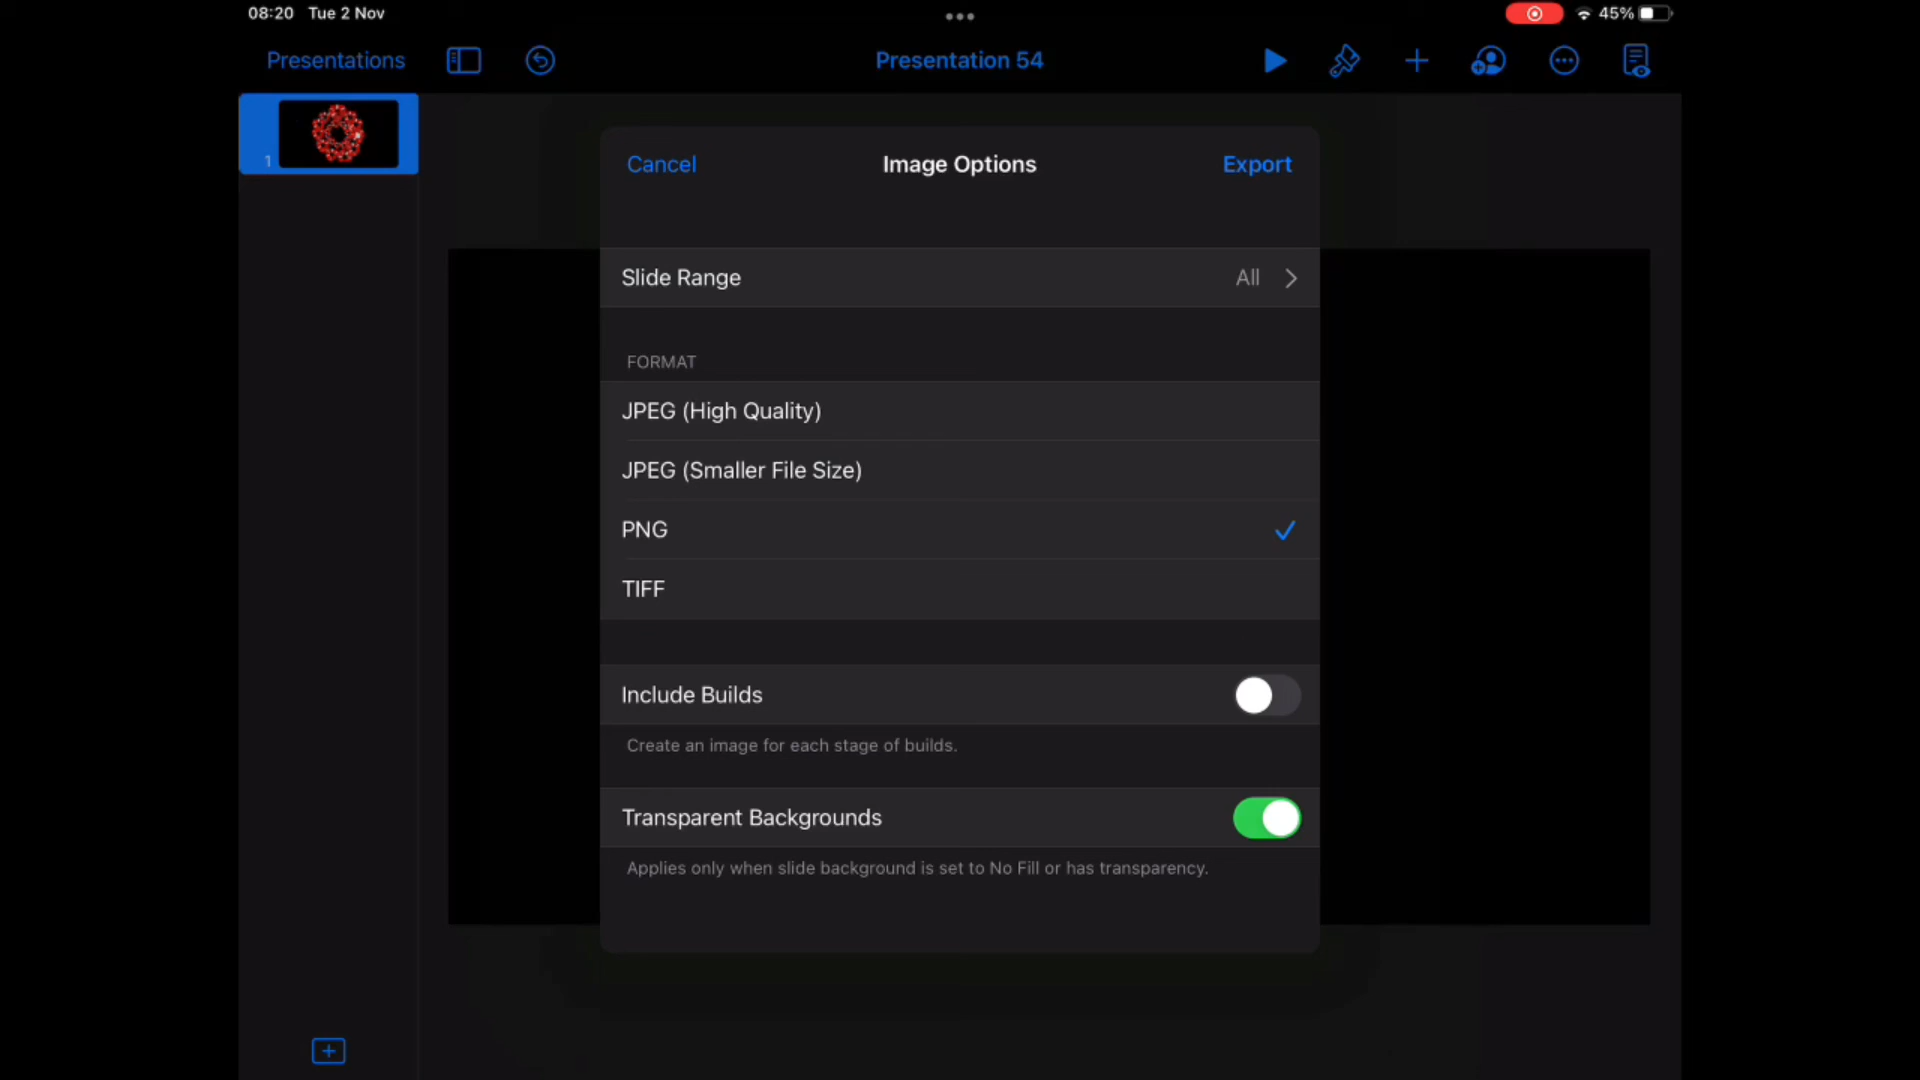 08:20 Tue 2 Nov
45%
Presentations
Presentation 54
1
Cancel
Image Options
Export
Slide Range
All
FORMAT
JPEG (High Quality)
JPEG (Smaller File Size)
PNG
TIFF
Include Builds
Create an image for each stage of builds.
Transparent Backgrounds
Applies only when slide background is set to No Fill or has transparency.